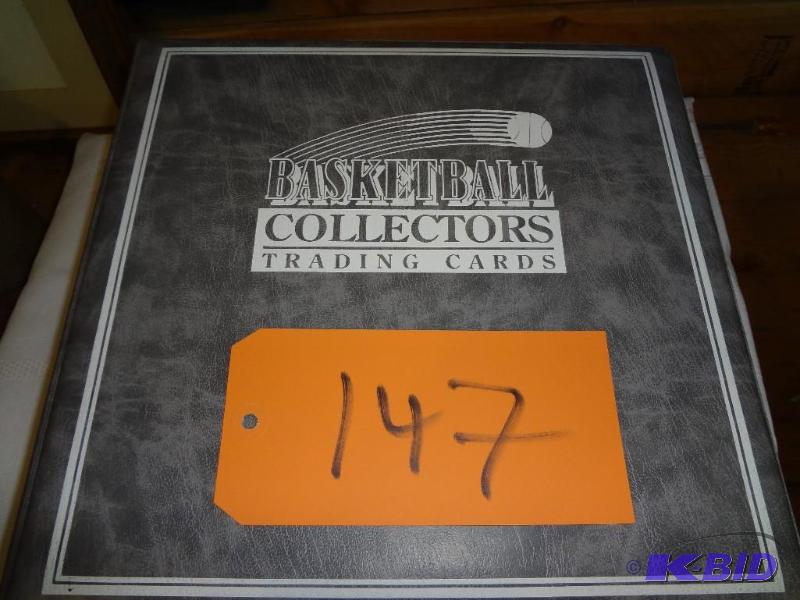 BASKETBALL
COLLECTORS
TRADING CARDS
147
© K-BID